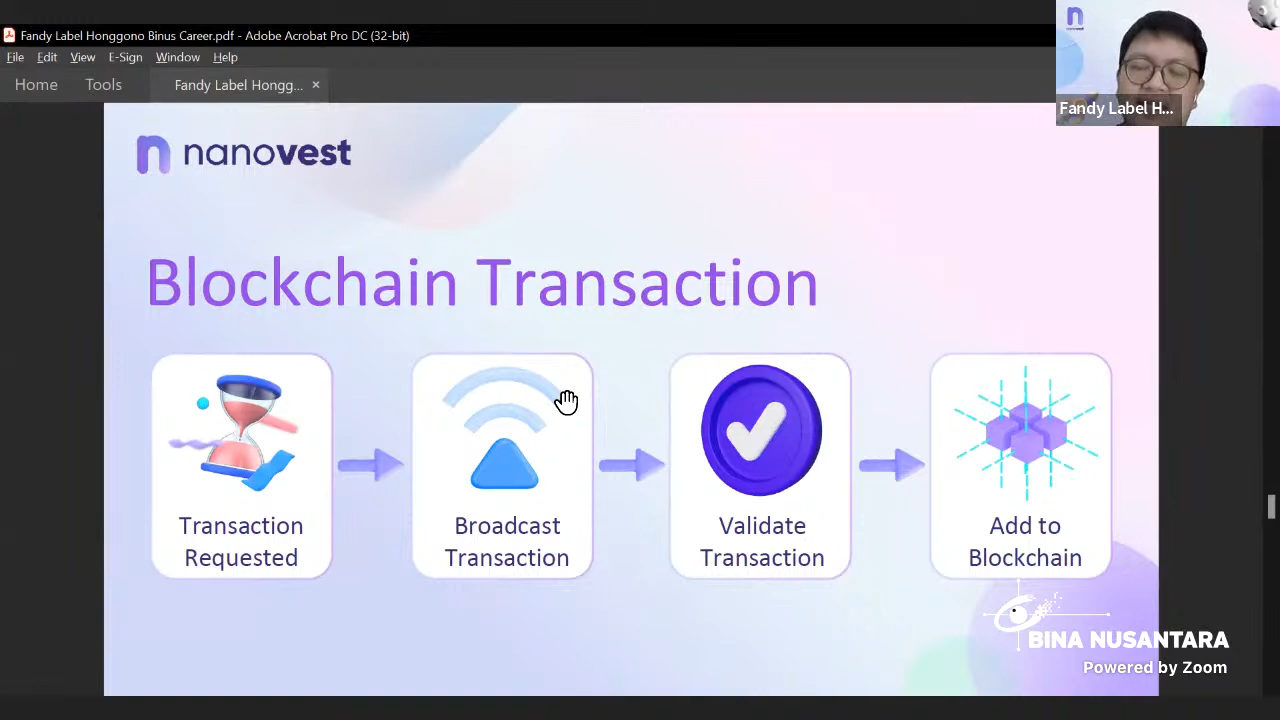 Fandy Label Honggono Binus Career.pdf - Adobe Acrobat Pro DC (32-bit)
File Edit View E-Sign Window Help
Home Tools Fandy Label Hongg... ×
Fandy Label H...
n nanovest
Blockchain Transaction
Transaction
Requested
Broadcast
Transaction
Validate
Transaction
Add to
Blockchain
BINA NUSANTARA
Powered by Zoom